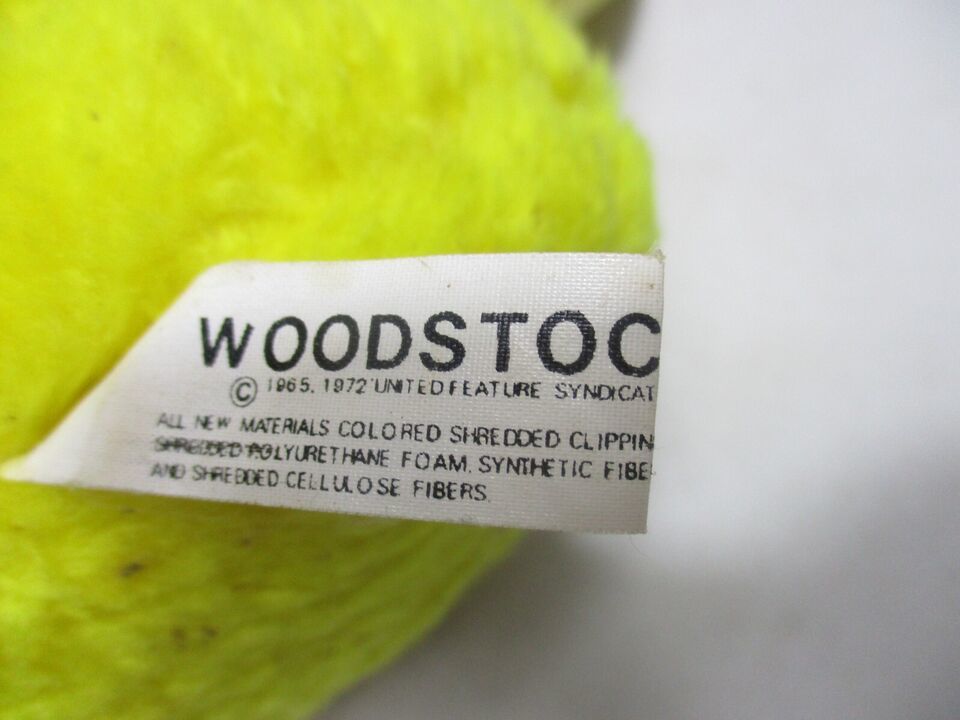 WOODSTOC
© 1965, 1972 UNITED FEATURE SYNDICAT
ALL NEW MATERIALS COLORED SHREDDED CLIPPIN
SHREDDED POLYURETHANE FOAM. SYNTHETIC FIBE
AND SHREDDED CELLULOSE FIBERS.